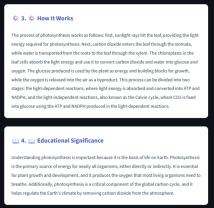 3. How It Works
The process of photosynthesis works as follows: first, sunlight hits the leaf, providing the light
energy required for photosynthesis. Next, carbon dioxide enters the leaf through the stomata,
while water is transported from the roots to the leaf through the xylem. The chloroplasts in the
leaf cells absorb the light energy and use it to convert carbon dioxide and water into glucose and
oxygen. The glucose produced is used by the plant as energy and building blocks for growth,
while the oxygen is released into the air as a byproduct. This process can be divided into two
stages: the light-dependent reactions, where light energy is absorbed and converted into ATP and
NADPH, and the light-independent reactions, also known as the Calvin cycle, where CO2 is fixed
into glucose using the ATP and NADPH produced in the light-dependent reactions.
4. Educational Significance
Understanding photosynthesis is important because it is the basis of life on Earth. Photosynthesis
is the primary source of energy for nearly all organisms, either directly or indirectly. It is essential
for plant growth and development, and it produces the oxygen that most living organisms need to
breathe. Additionally, photosynthesis is a critical component of the global carbon cycle, and it
helps regulate the Earth's climate by removing carbon dioxide from the atmosphere.